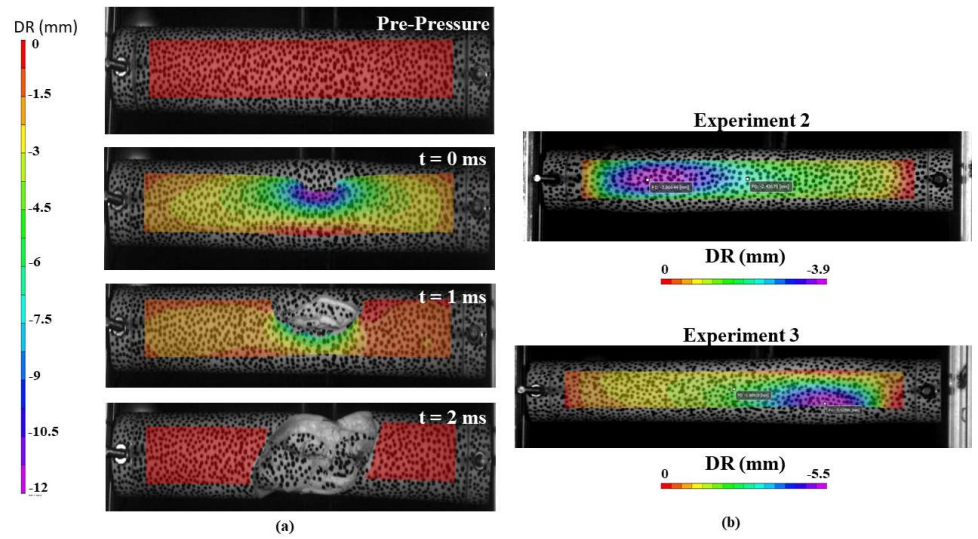 DR (mm)
0
-1.5
-3
-4.5
-6
-7.5
-9
-10.5
-12
Pre-Pressure
t = 0 ms
t = 1 ms
t = 2 ms
(a)
Experiment 2
DR (mm)
0
-3.9
Experiment 3
DR (mm)
0
-5.5
(b)